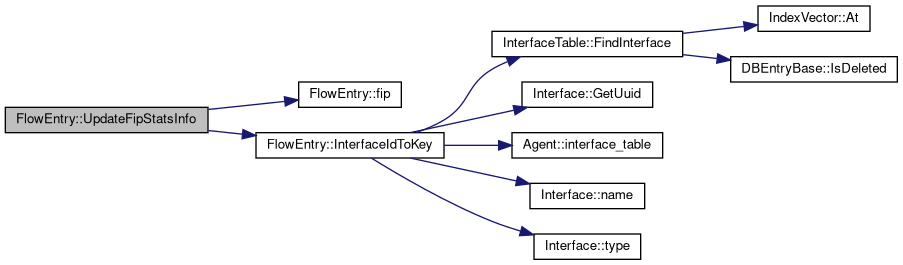 FlowEntry::UpdateFipStatsInfo
FlowEntry::fip
FlowEntry::InterfaceIdToKey
InterfaceTable::FindInterface
IndexVector::At
DBEntryBase::IsDeleted
Interface::GetUuid
Agent::interface_table
Interface::name
Interface::type